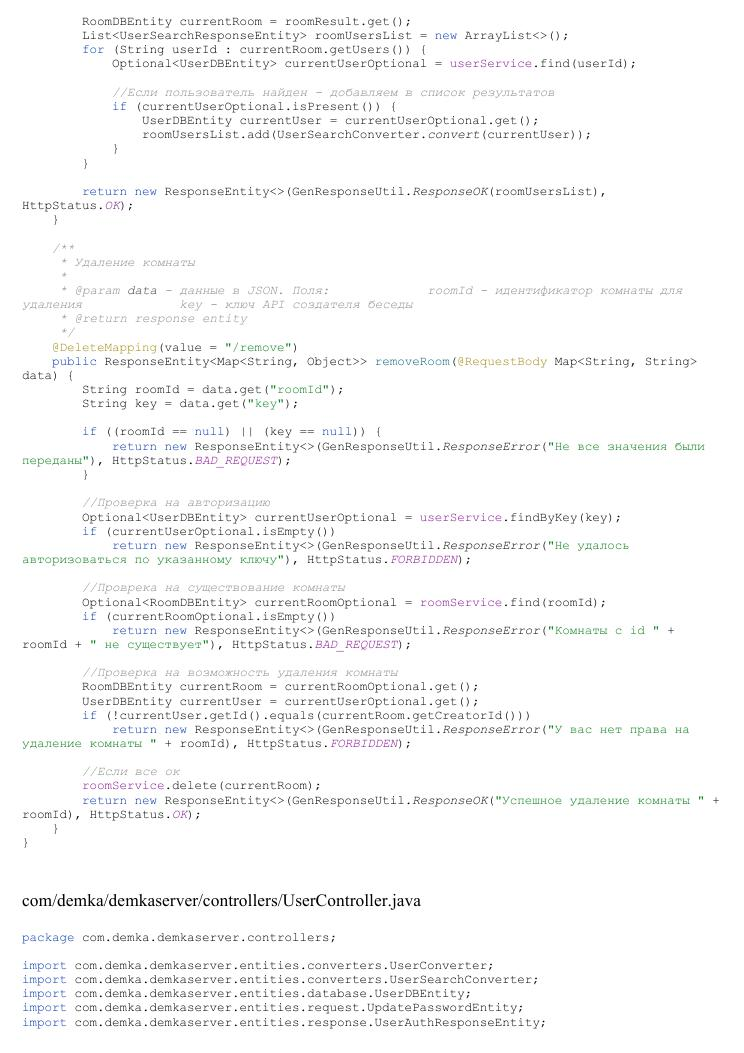 RoomDBEntity currentRoom = roomResult.get();
List<UserSearchResponseEntity> roomUsersList = new ArrayList<>();
for (String userId : currentRoom.getUsers()) {
Optional<UserDBEntity> currentUserOptional = userService.find(userId);
//Если пользователь найден - добавляем в список результатов
if (currentUserOptional.isPresent()) {
UserDBEntity currentUser = currentUserOptional.get();
roomUsersList.add(UserSearchConverter.convert(currentUser));
}
}
return new ResponseEntity<>(GenResponseUtil.ResponseOK(roomUsersList),
HttpStatus.OK);
}
/**
* Удаление комнаты
*
* @param data - данные в JSON. Поля: roomId - идентификатор комнаты для
удаления key - ключ API создателя беседы
* @return response entity
*/
@DeleteMapping(value = "/remove")
public ResponseEntity<Map<String, Object>> removeRoom(@RequestBody Map<String, String>
data) {
String roomId = data.get("roomId");
String key = data.get("key");
if ((roomId == null) || (key == null)) {
return new ResponseEntity<>(GenResponseUtil.ResponseError("Не все значения были
переданы"), HttpStatus.BAD_REQUEST);
}
//Проверка на авторизацию
Optional<UserDBEntity> currentUserOptional = userService.findByKey(key);
if (currentUserOptional.isEmpty())
return new ResponseEntity<>(GenResponseUtil.ResponseError("Не удалось
авторизоваться по указанному ключу"), HttpStatus.FORBIDDEN);
//Провректа на существование комнаты
Optional<RoomDBEntity> currentRoomOptional = roomService.find(roomId);
if (currentRoomOptional.isEmpty())
return new ResponseEntity<>(GenResponseUtil.ResponseError("Комнаты с id " +
roomId + " не существует"), HttpStatus.BAD_REQUEST);
//Проверка на возможность удаления комнаты
RoomDBEntity currentRoom = currentRoomOptional.get();
UserDBEntity currentUser = currentUserOptional.get();
if (!currentUser.getId().equals(currentRoom.getCreatorId()))
return new ResponseEntity<>(GenResponseUtil.ResponseError("У вас нет права на
удаление комнаты " + roomId), HttpStatus.FORBIDDEN);
//Если все ок
roomService.delete(currentRoom);
return new ResponseEntity<>(GenResponseUtil.ResponseOK("Успешное удаление комнаты " +
roomId), HttpStatus.OK);
}
}
com/demka/demkaserver/controllers/UserController.java
package com.demka.demkaserver.controllers;
import com.demka.demkaserver.entities.converters.UserConverter;
import com.demka.demkaserver.entities.converters.UserSearchConverter;
import com.demka.demkaserver.entities.database.UserDBEntity;
import com.demka.demkaserver.entities.request.UpdatePasswordEntity;
import com.demka.demkaserver.entities.response.UserAuthResponseEntity;